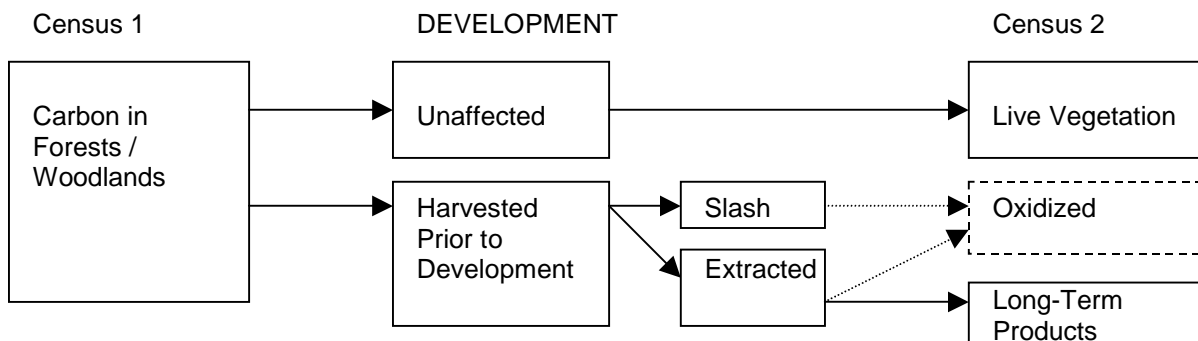 Census 1
DEVELOPMENT
Census 2
Carbon in
Forests /
Woodlands
Unaffected
Live Vegetation
Harvested
Prior to
Development
Slash
Extracted
Oxidized
Long-Term
Products